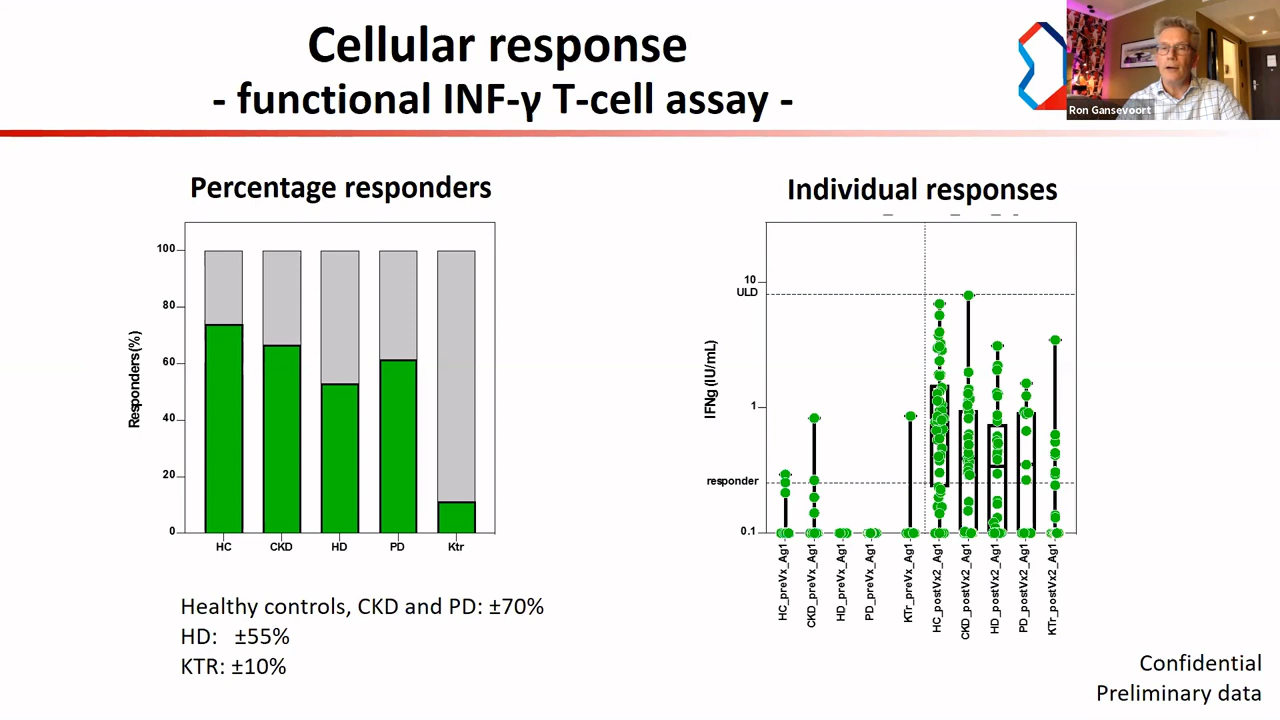 Cellular response
- functional INF-γ T-cell assay -
Ron Gansevoort
Percentage responders
Individual responses
Responders(%)
100
80
60
40
20
0
HC
CKD
HD
PD
Ktr
IFNg (IU/mL)
10
ULD
1
responder
0.1
HC_preVx_Ag1
CKD_preVx_Ag1
HD_preVx_Ag1
PD_preVx_Ag1
KTr_preVx_Ag1
HC_postVx2_Ag1
CKD_postVx2_Ag1
HD_postVx2_Ag1
PD_postVx2_Ag1
KTr_postVx2_Ag1
Healthy controls, CKD and PD: ±70%
HD: ±55%
KTR: ±10%
Confidential
Preliminary data